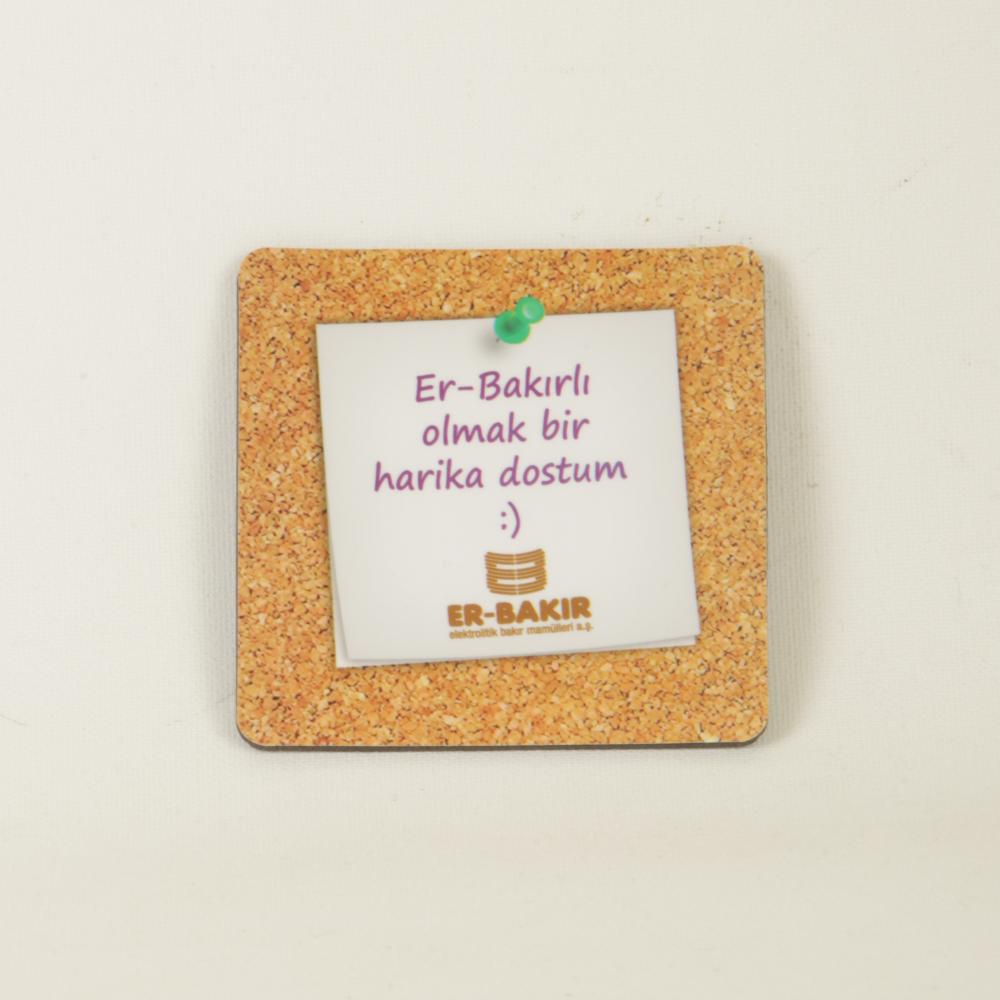 Er-Bakırlı
olmak bir
harika dostum
:)
ER-BAKIR
elektrolitik bakır mamülleri a.ş.